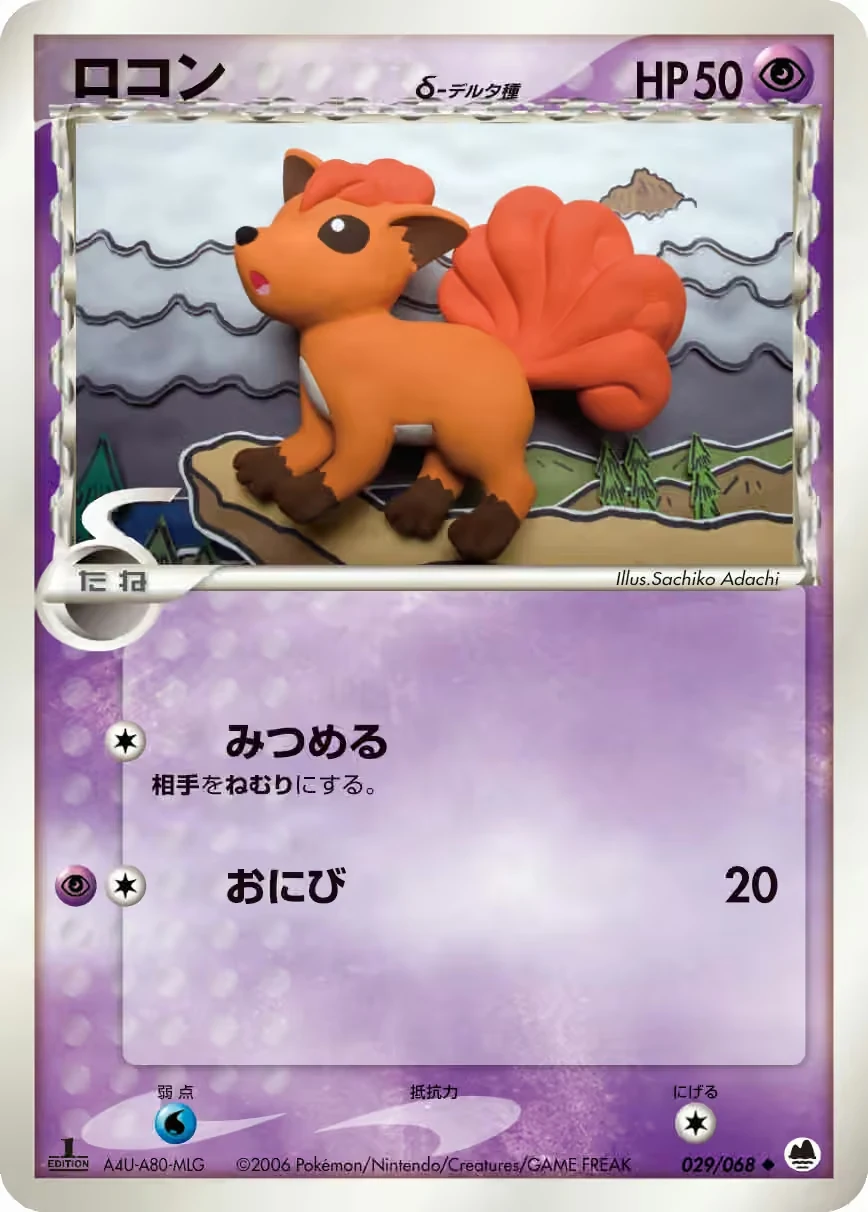 ロコン δ-デルタ種 HP50
たね
Illus.Sachiko Adachi
みつめる
相手をねむりにする。
おにび 20
弱点 抵抗力 にげる
1 EDITION A4U-A80-MLG ©2006 Pokémon/Nintendo/Creatures/GAME FREAK 029/068